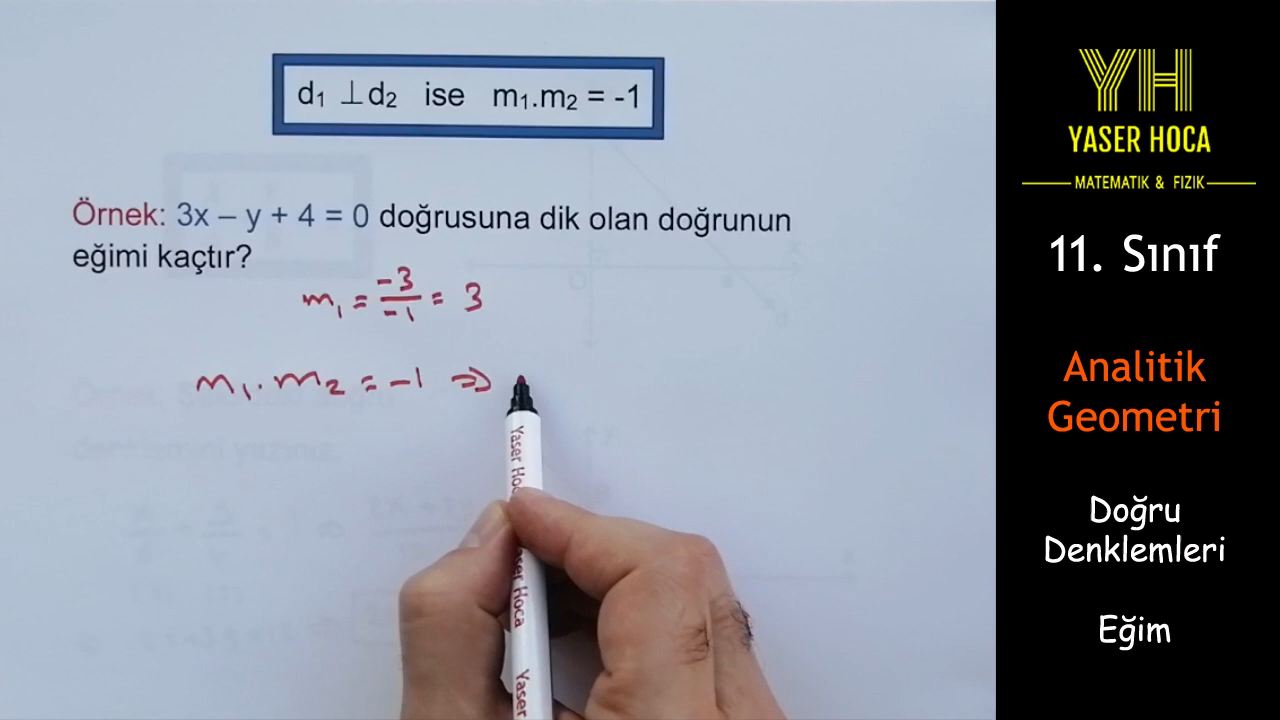 d₁ ⊥ d₂ ise m₁.m₂ = -1
Örnek: 3x – y + 4 = 0 doğrusuna dik olan doğrunun
eğimi kaçtır?
m₁ = -3/-1 = 3
m₁ . m₂ = -1 ⇒
Yaser Hoca
Yaser
YH
YASER HOCA
MATEMATIK & FIZIK
11. Sınıf
Analitik
Geometri
Doğru
Denklemleri
Eğim